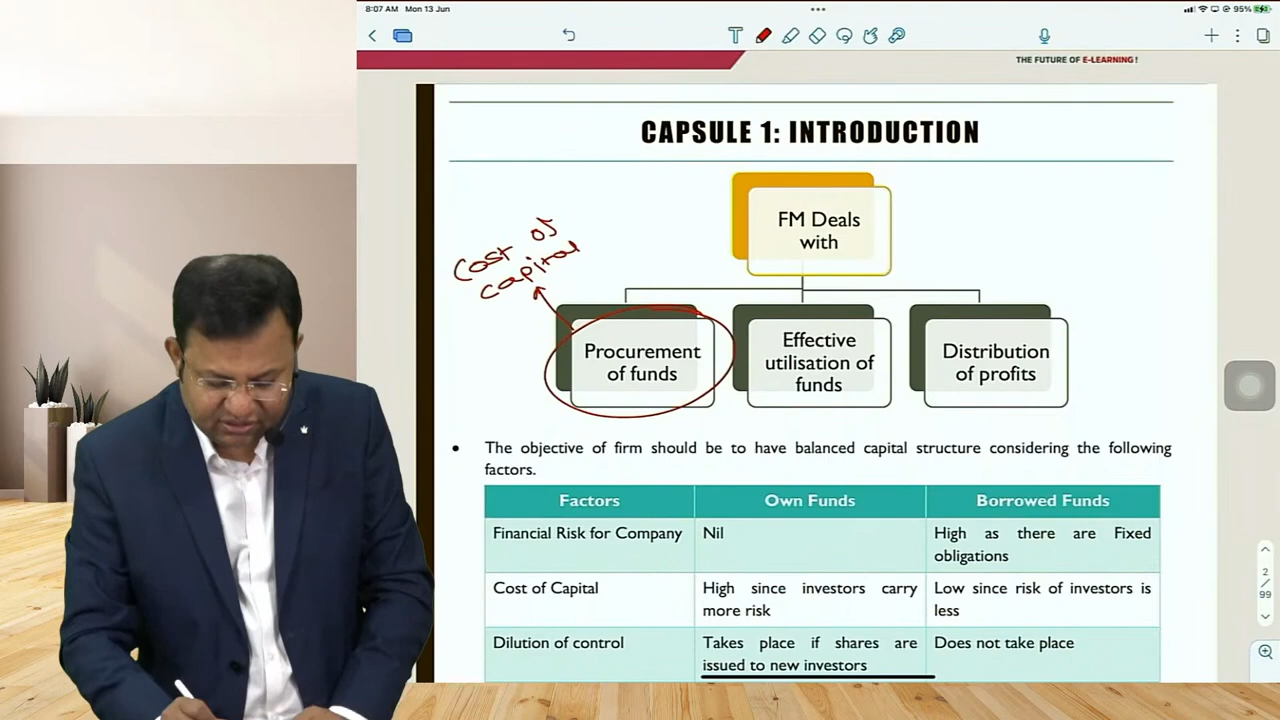 8:07 AM Mon 13 Jun
95%
THE FUTURE OF E-LEARNING !
CAPSULE 1: INTRODUCTION
FM Deals
with
Cost of
capital
Procurement
of funds
Effective
utilisation of
funds
Distribution
of profits
• The objective of firm should be to have balanced capital structure considering the following
factors.
Factors Own Funds Borrowed Funds
Financial Risk for Company Nil High as there are Fixed
obligations
Cost of Capital High since investors carry Low since risk of investors is
more risk less
Dilution of control Takes place if shares are Does not take place
issued to new investors
2
/
99